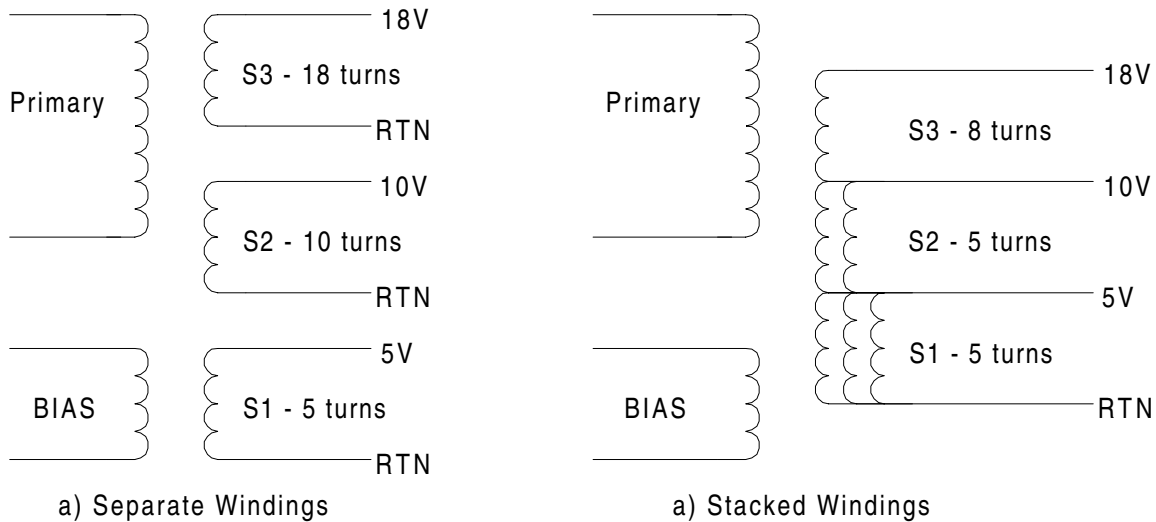 18V
S3 - 18 turns
Primary
RTN
10V
S2 - 10 turns
RTN
5V
BIAS
S1 - 5 turns
RTN
a) Separate Windings
18V
Primary
S3 - 8 turns
10V
S2 - 5 turns
5V
S1 - 5 turns
BIAS
RTN
a) Stacked Windings